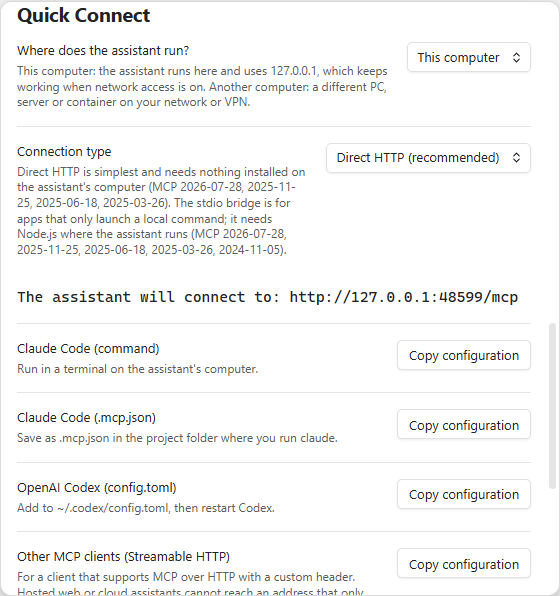 Quick Connect
Where does the assistant run?
This computer
This computer: the assistant runs here and uses 127.0.0.1, which keeps
working when network access is on. Another computer: a different PC,
server or container on your network or VPN.
Connection type
Direct HTTP (recommended)
Direct HTTP is simplest and needs nothing installed on
the assistant's computer (MCP 2026-07-28, 2025-11-
25, 2025-06-18, 2025-03-26). The stdio bridge is for
apps that only launch a local command; it needs
Node.js where the assistant runs (MCP 2026-07-28,
2025-11-25, 2025-06-18, 2025-03-26, 2024-11-05).
The assistant will connect to: http://127.0.0.1:48599/mcp
Claude Code (command)
Copy configuration
Run in a terminal on the assistant's computer.
Claude Code (.mcp.json)
Copy configuration
Save as .mcp.json in the project folder where you run claude.
OpenAI Codex (config.toml)
Copy configuration
Add to ~/.codex/config.toml, then restart Codex.
Other MCP clients (Streamable HTTP)
Copy configuration
For a client that supports MCP over HTTP with a custom header.
Hosted web or cloud assistants cannot reach an address that only